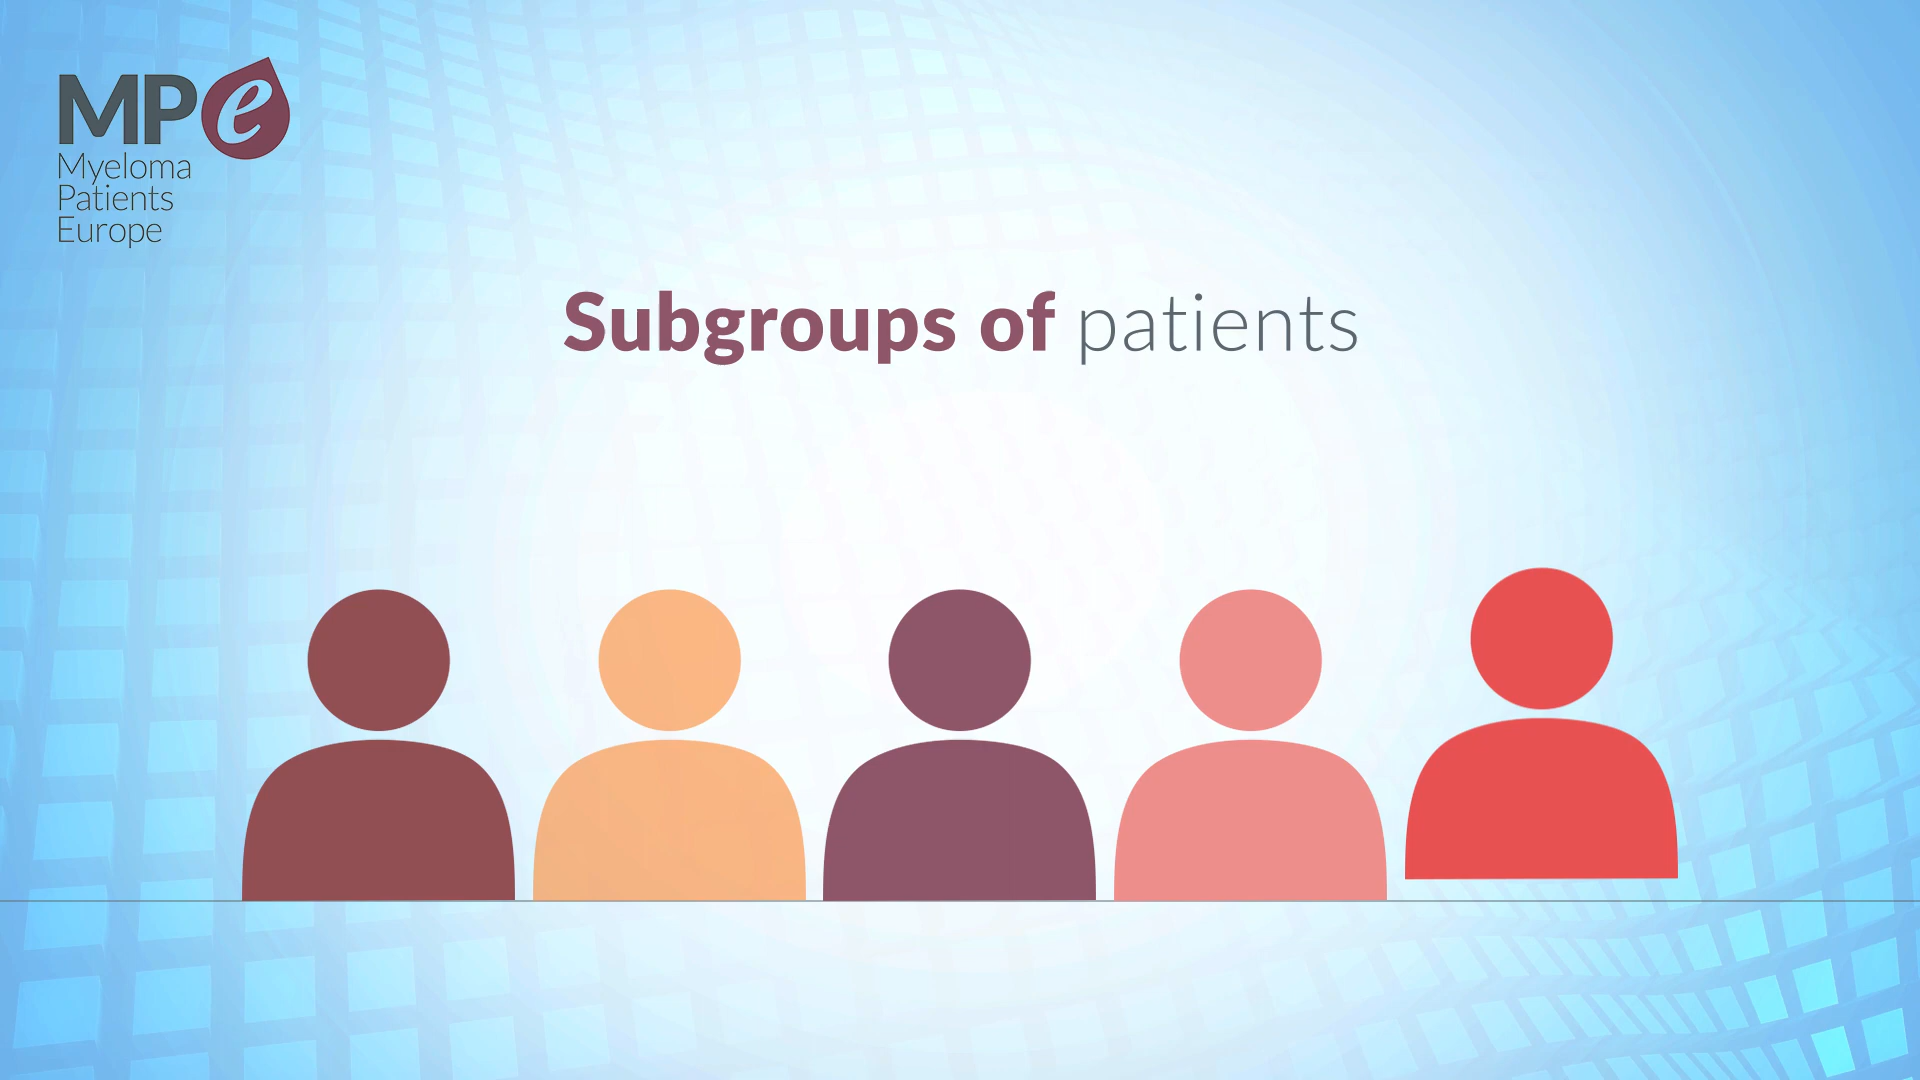 MPe
Myeloma
Patients
Europe
Subgroups of patients